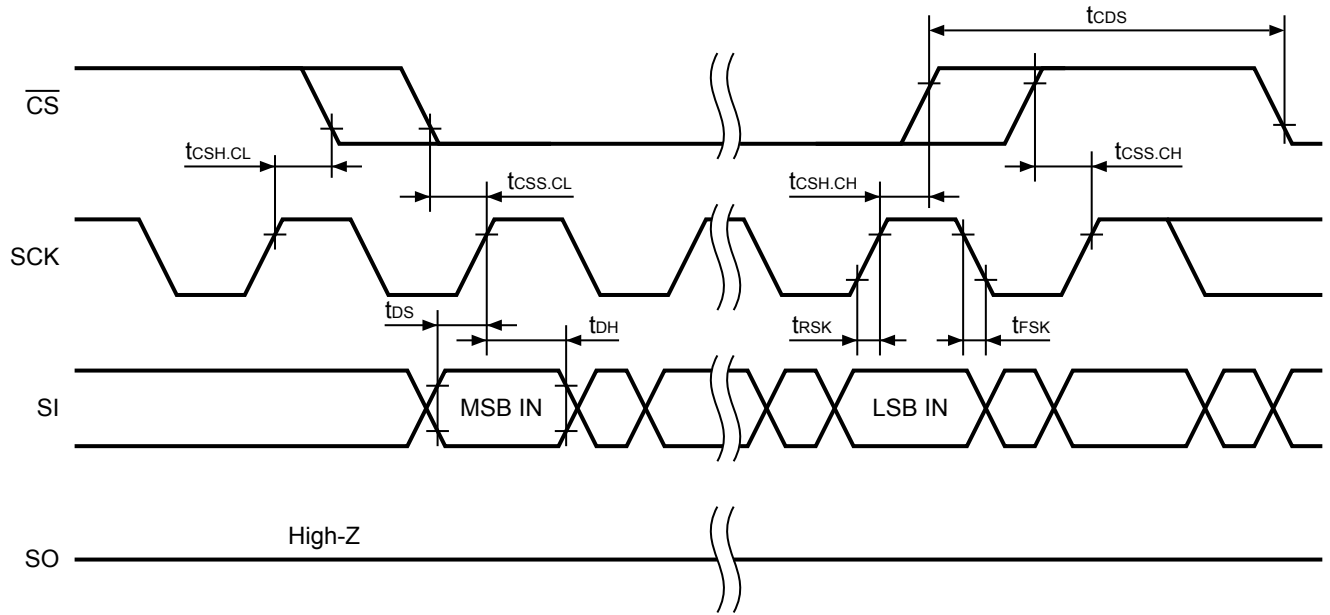 tCDS
CS
tCSH.CL
tCSS.CL
tCSH.CH
tCSS.CH
SCK
tDS
tDH
tRSK
tFSK
SI
MSB IN
LSB IN
High-Z
SO